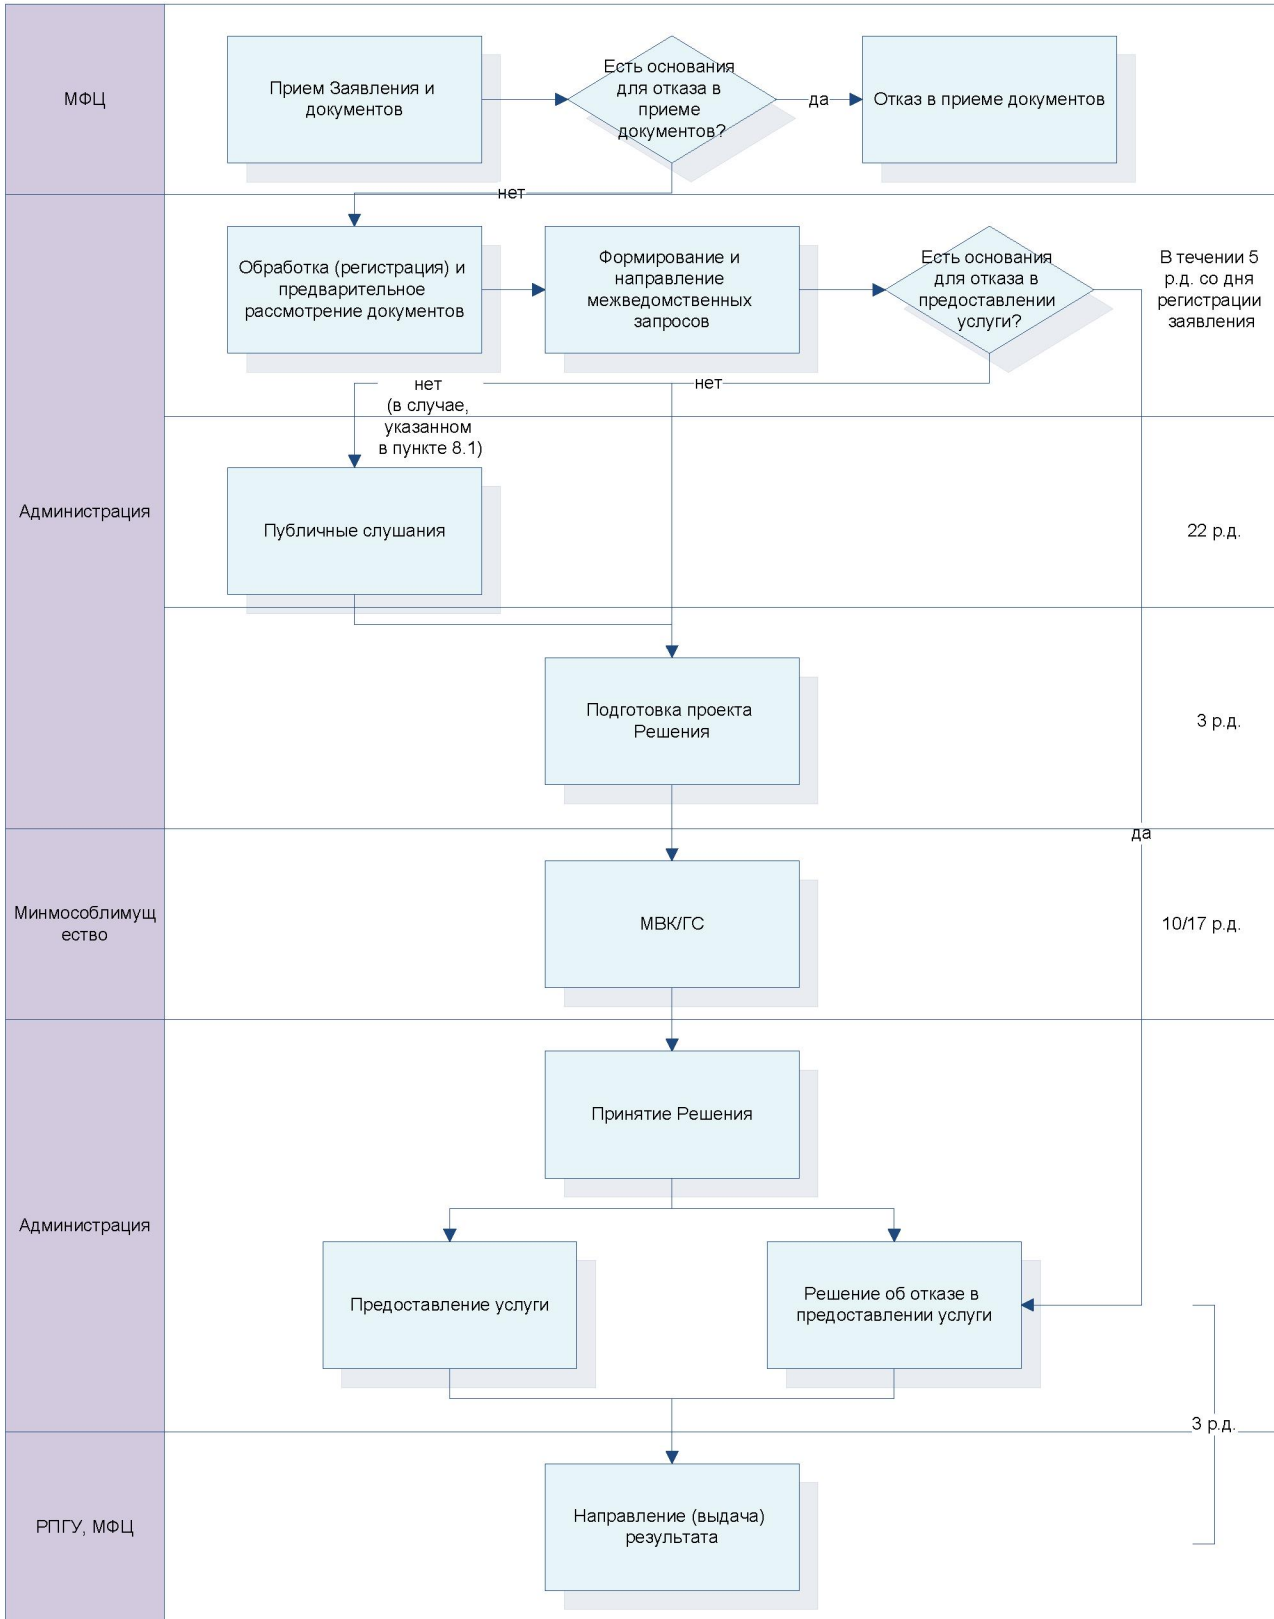 МФЦ
Прием Заявления и
документов
Есть основания
для отказа в
приеме
документов?
да
Отказ в приеме документов
нет
Администрация
Обработка (регистрация) и
предварительное
рассмотрение документов
Формирование и
направление
межведомственных
запросов
Есть основания
для отказа в
предоставлении
услуги?
В течении 5
р.д. со дня
регистрации
заявления
нет
(в случае,
указанном
в пункте 8.1)
нет
Публичные слушания
22 р.д.
Подготовка проекта
Решения
3 р.д.
да
Минмособлимущ
ество
МВК/ГС
10/17 р.д.
Администрация
Принятие Решения
Предоставление услуги
Решение об отказе в
предоставлении услуги
3 р.д.
РПГУ, МФЦ
Направление (выдача)
результата